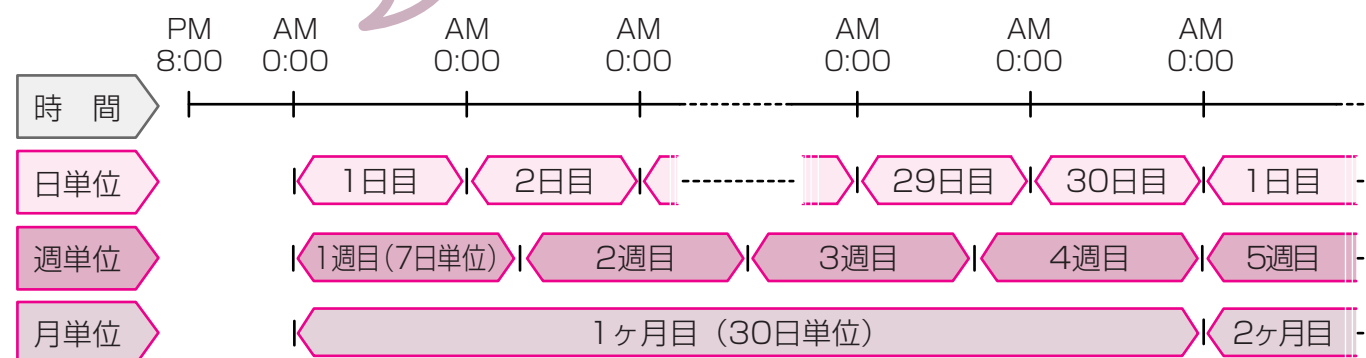 PM AM AM AM AM AM AM
8:00 0:00 0:00 0:00 0:00 0:00 0:00
時 間
日単位 1日目 2日目 29日目 30日目 1日目
週単位 1週目(7日単位) 2週目 3週目 4週目 5週目
月単位 1ヶ月目(30日単位) 2ヶ月目